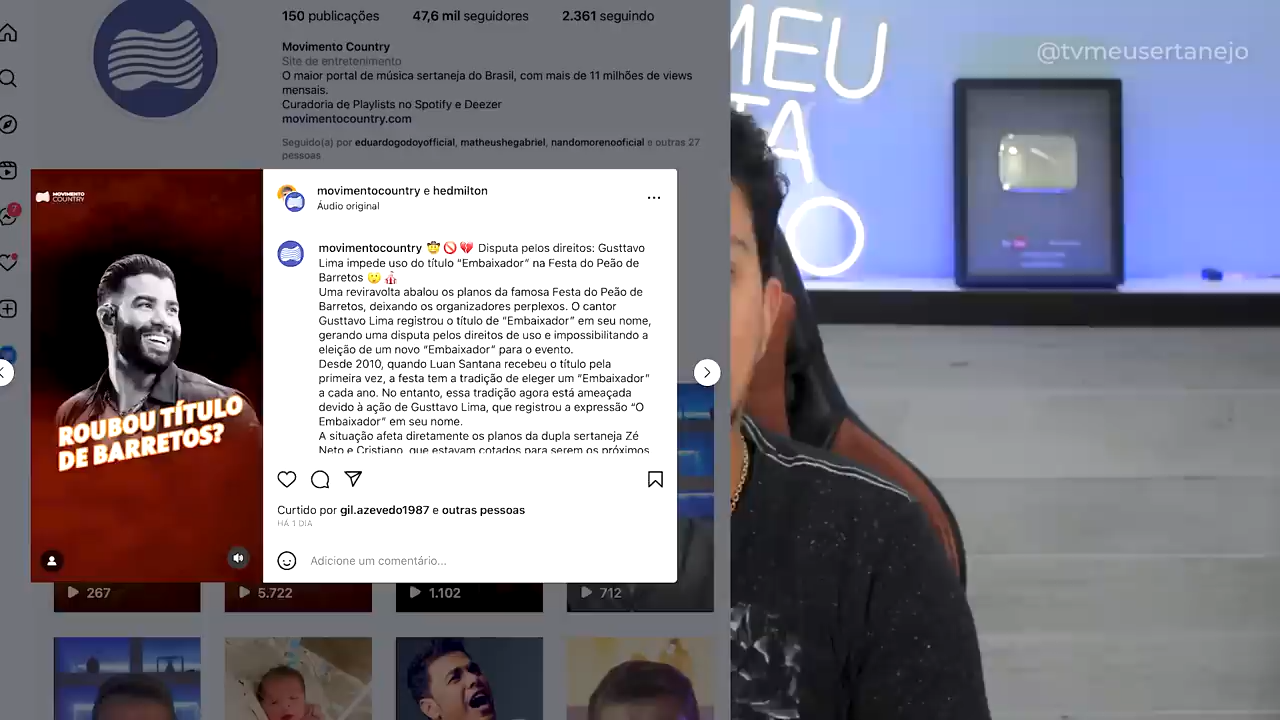 150 publicações 47,6 mil seguidores 2.361 seguindo
Movimento Country
Site de entretenimento
O maior portal de música sertaneja do Brasil, com mais de 11 milhões de views
mensais.
Curadoria de Playlists no Spotify e Deezer
movimentocountry.com
Seguido(a) por eduardogodoyofficial, matheushegabriel, nandomorenooficial e outras 27
pessoas
7
MOVIMENTO
COUNTRY
ROUBOU TÍTULO
DE BARRETOS?
movimentocountry e hedmilton
Áudio original
...
movimentocountry 🤠🚫💔 Disputa pelos direitos: Gusttavo
Lima impede uso do título “Embaixador” na Festa do Peão de
Barretos 😲🎪
Uma reviravolta abalou os planos da famosa Festa do Peão de
Barretos, deixando os organizadores perplexos. O cantor
Gusttavo Lima registrou o título de “Embaixador” em seu nome,
gerando uma disputa pelos direitos de uso e impossibilitando a
eleição de um novo “Embaixador” para o evento.
Desde 2010, quando Luan Santana recebeu o título pela
primeira vez, a festa tem a tradição de eleger um “Embaixador”
a cada ano. No entanto, essa tradição agora está ameaçada
devido à ação de Gusttavo Lima, que registrou a expressão “O
Embaixador” em seu nome.
A situação afeta diretamente os planos da dupla sertaneja Zé
Neto e Cristiano, que estavam cotados para serem os próximos
Curtido por gil.azevedo1987 e outras pessoas
HÁ 1 DIA
Adicione um comentário...
267 5.722 1.102 712
MEU
TA
O
@tvmeusertanejo